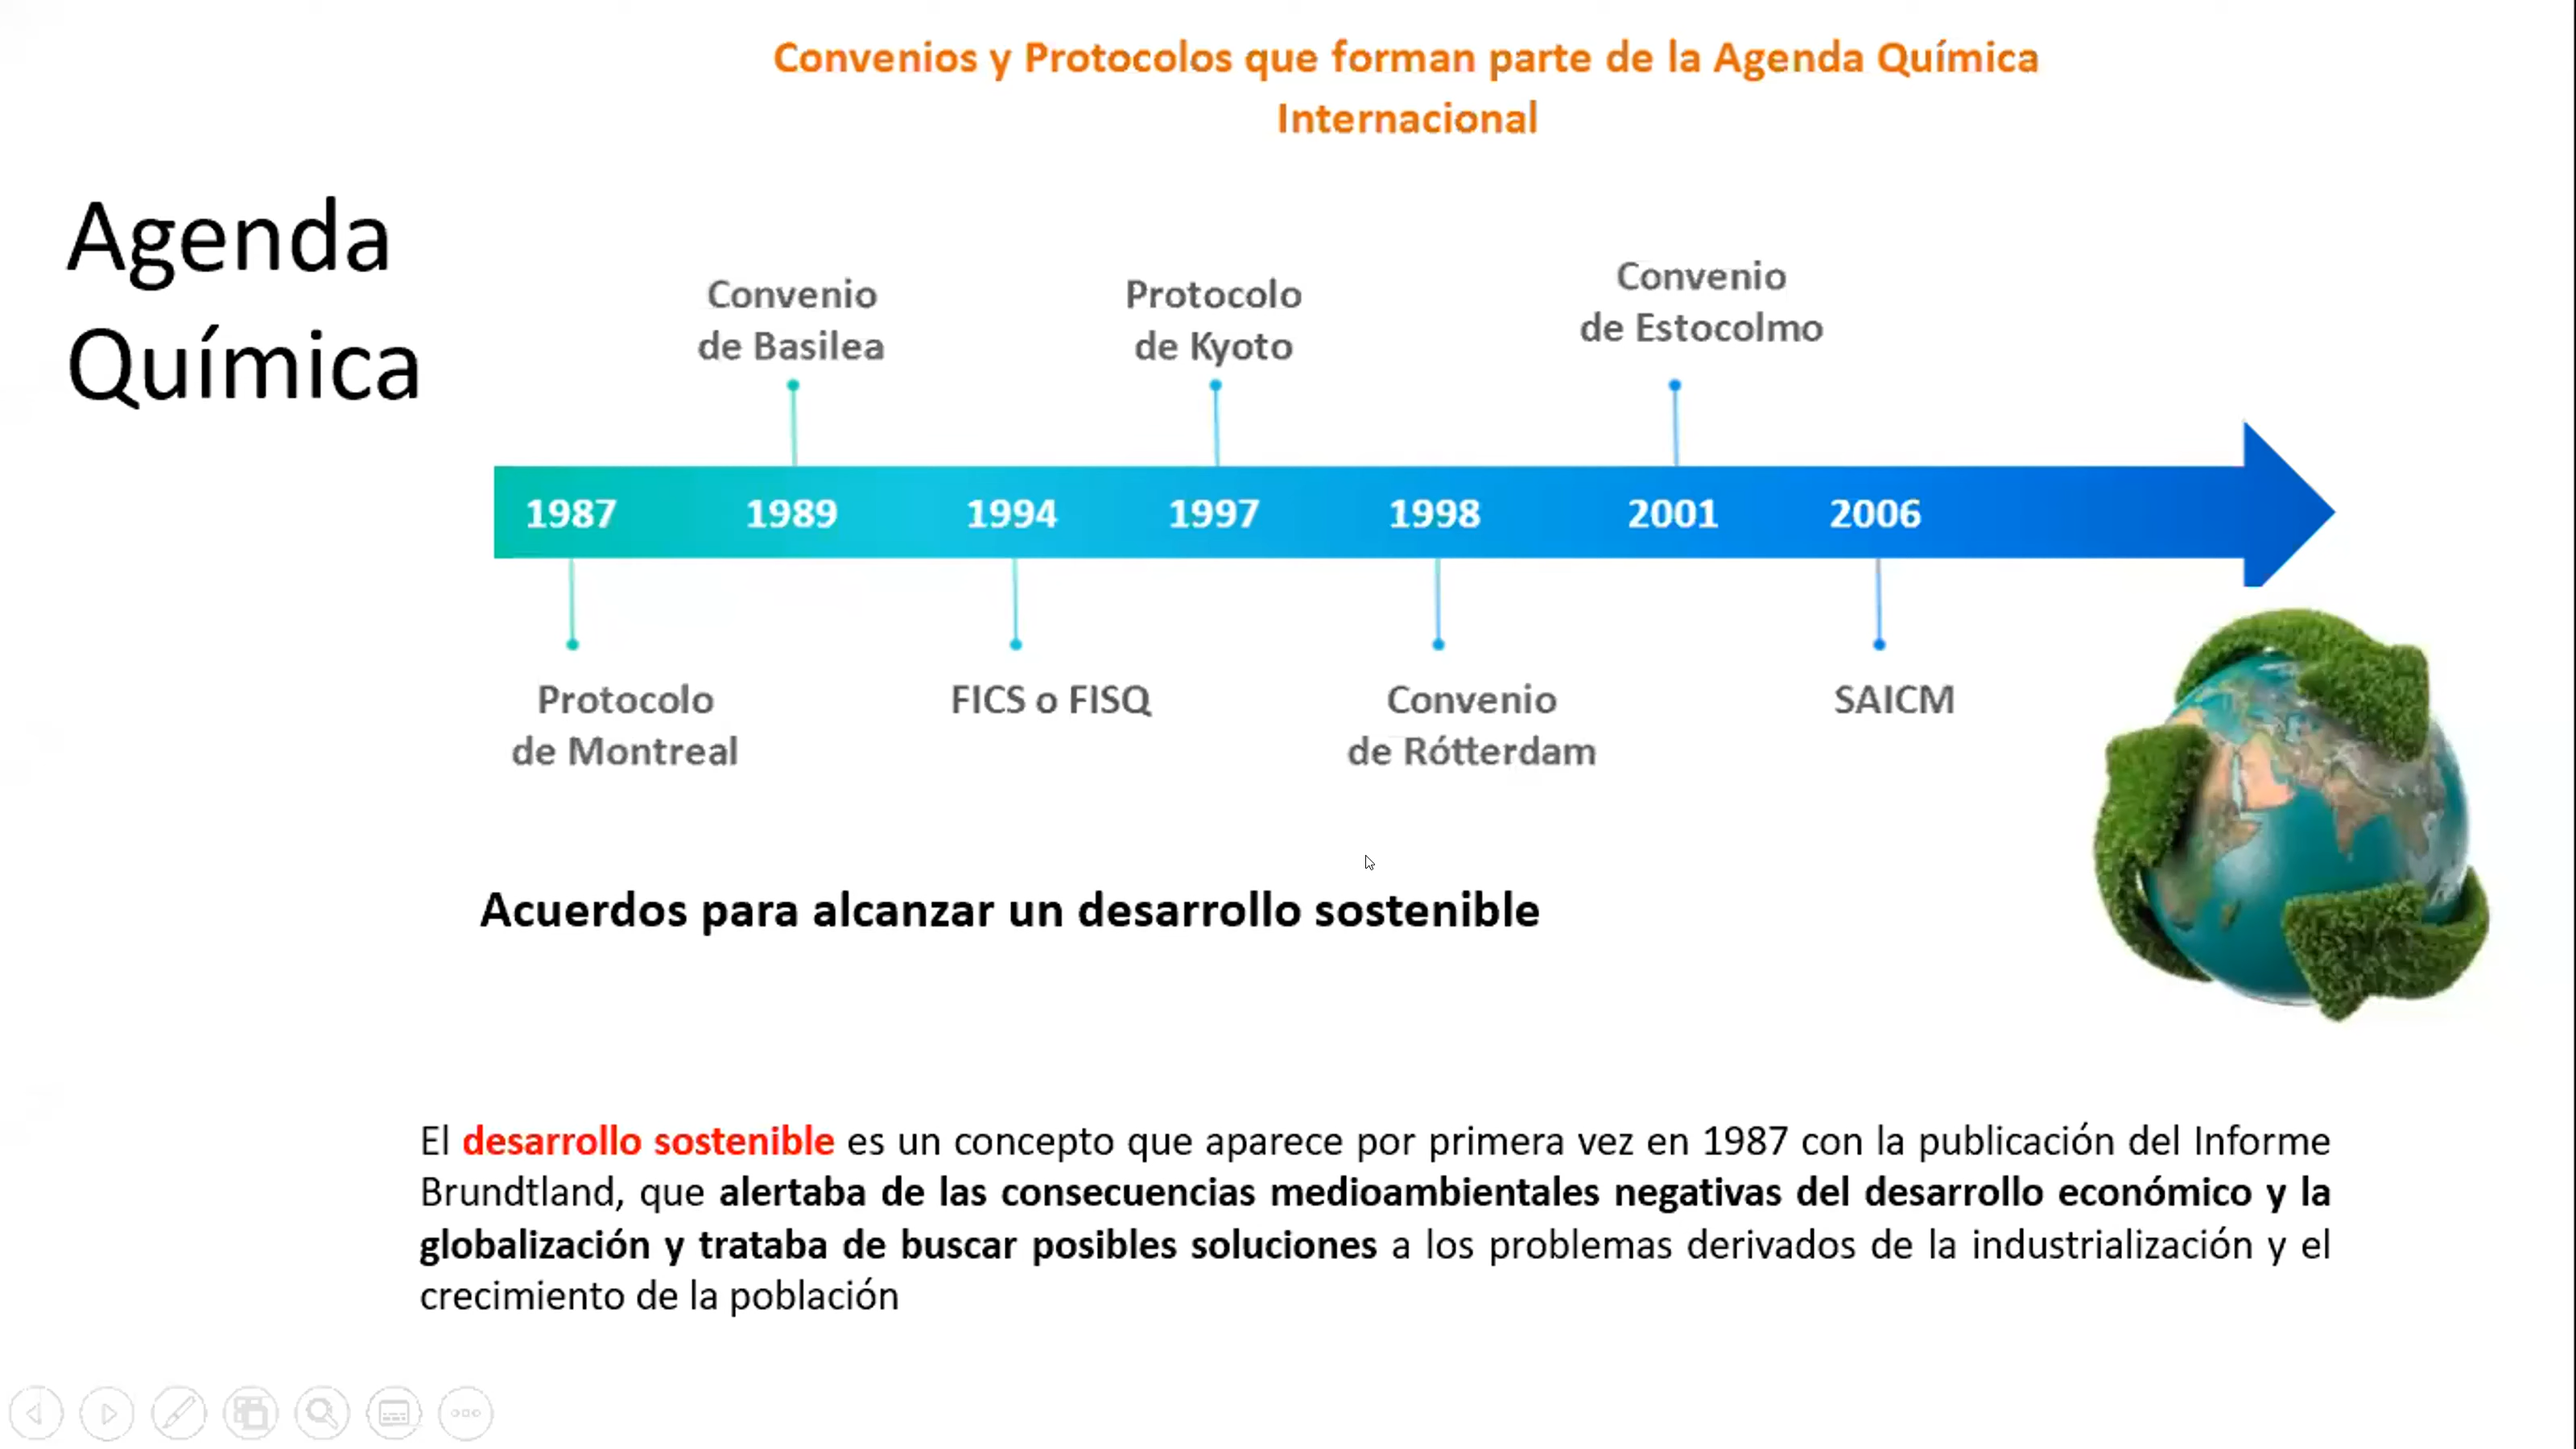 Convenios y Protocolos que forman parte de la Agenda Química
Internacional
Agenda
Química
Convenio
de Basilea
Protocolo
de Kyoto
Convenio
de Estocolmo
1987 1989 1994 1997 1998 2001 2006
Protocolo
de Montreal
FICS o FISQ
Convenio
de Rótterdam
SAICM
Acuerdos para alcanzar un desarrollo sostenible
El desarrollo sostenible es un concepto que aparece por primera vez en 1987 con la publicación del Informe
Brundtland, que alertaba de las consecuencias medioambientales negativas del desarrollo económico y la
globalización y trataba de buscar posibles soluciones a los problemas derivados de la industrialización y el
crecimiento de la población